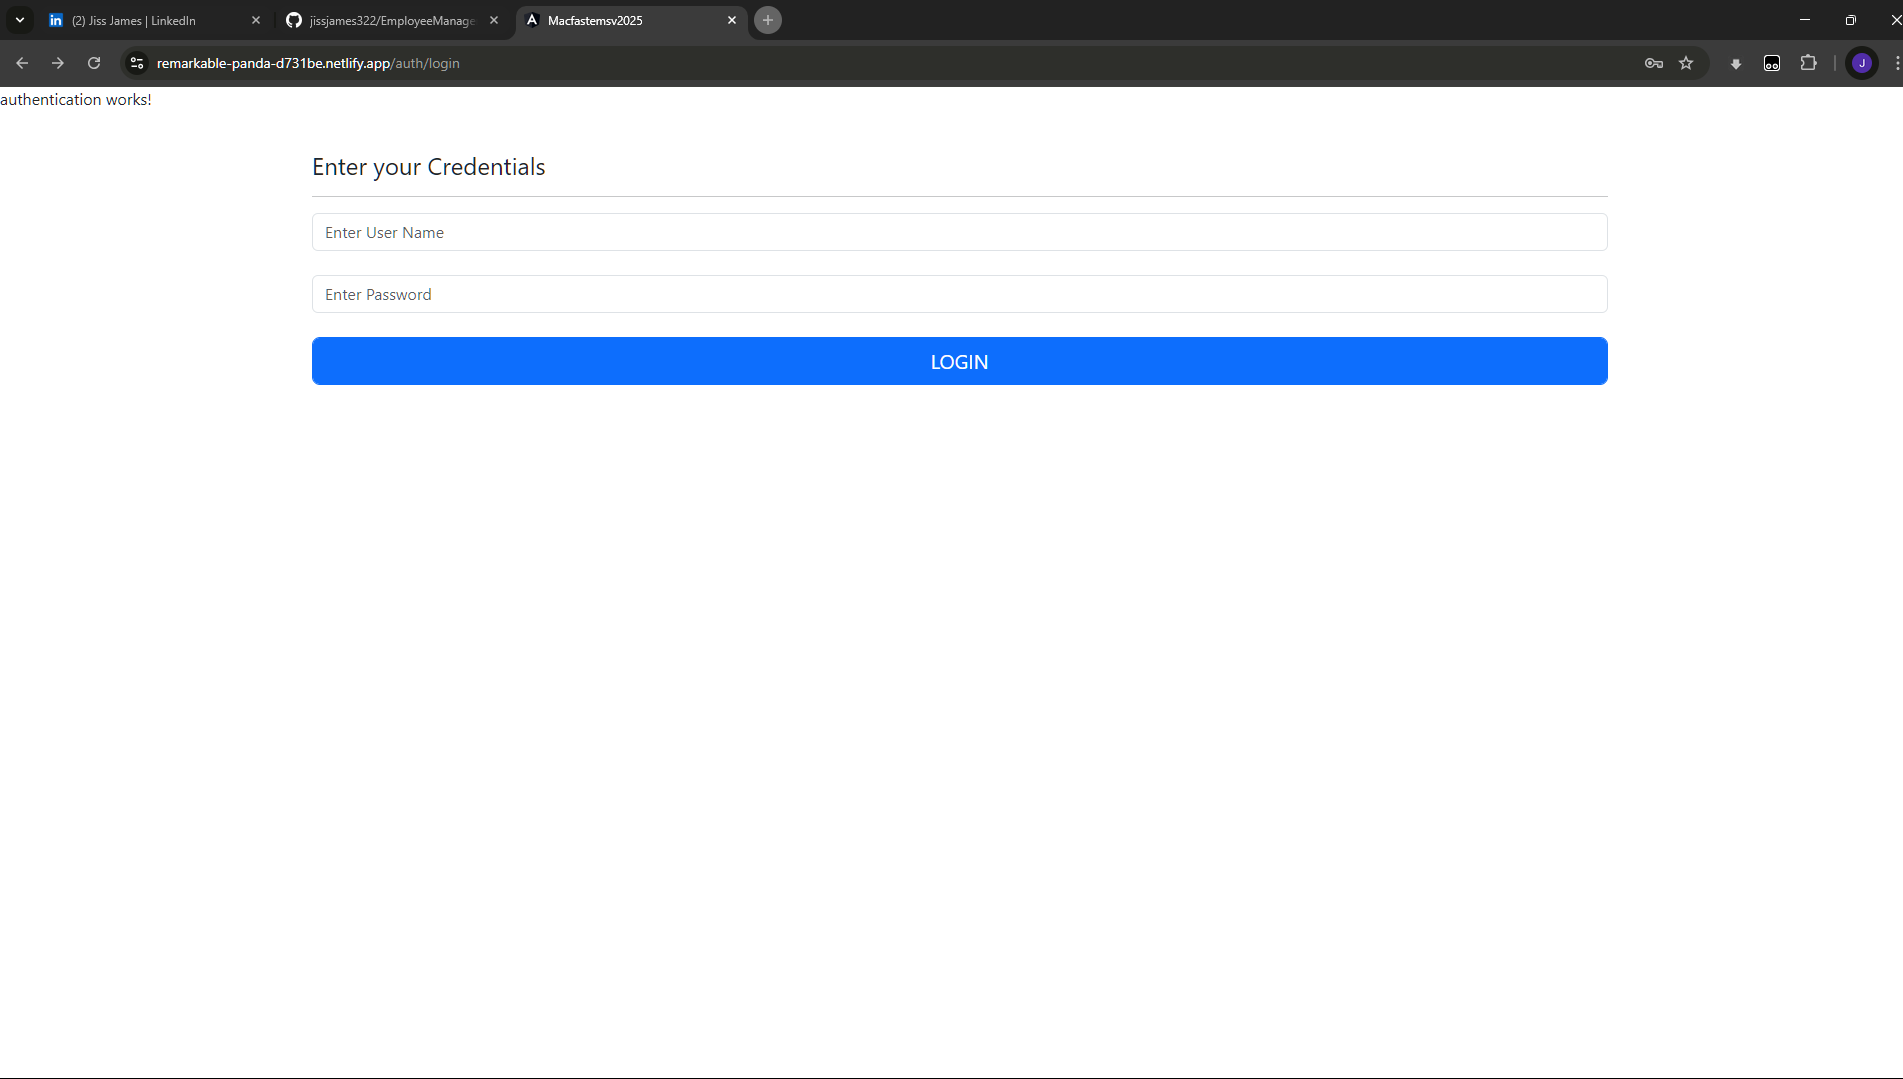 (2) Jiss James | LinkedIn
jissjames322/EmployeeManage
Macfastemsv2025
remarkable-panda-d731be.netlify.app/auth/login
J
authentication works!
Enter your Credentials
Enter User Name
Enter Password
LOGIN